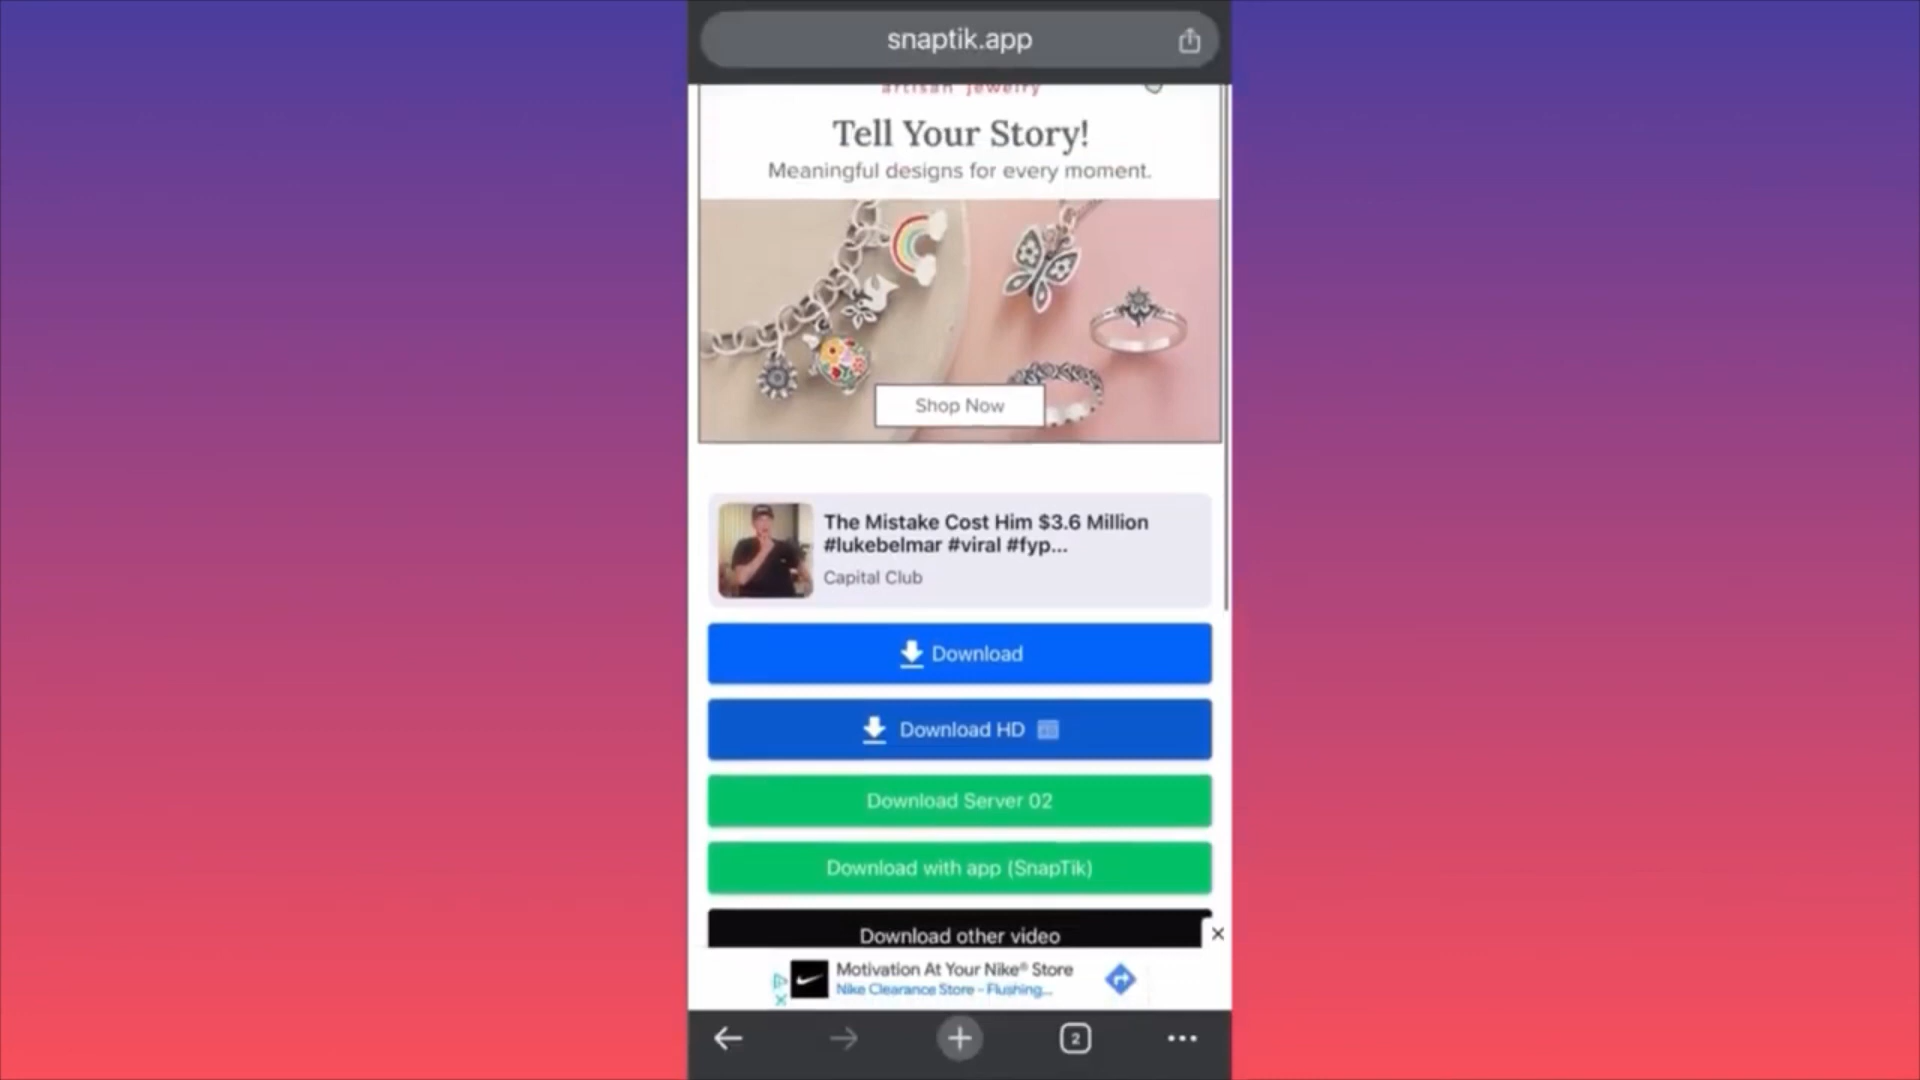 snaptik.app
artisan jewelry
Tell Your Story!
Meaningful designs for every moment.
Shop Now
The Mistake Cost Him $3.6 Million
#lukebelmar #viral #fyp...
Capital Club
Download
Download HD
Download Server 02
Download with app (SnapTik)
Download other video
Motivation At Your Nike® Store
Nike Clearance Store - Flushing...
2